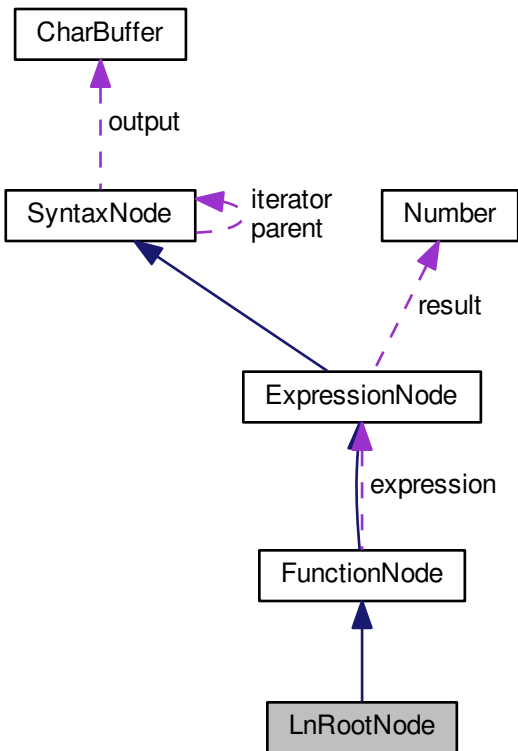 CharBuffer
output
SyntaxNode
iterator
parent
Number
result
ExpressionNode
expression
FunctionNode
LnRootNode